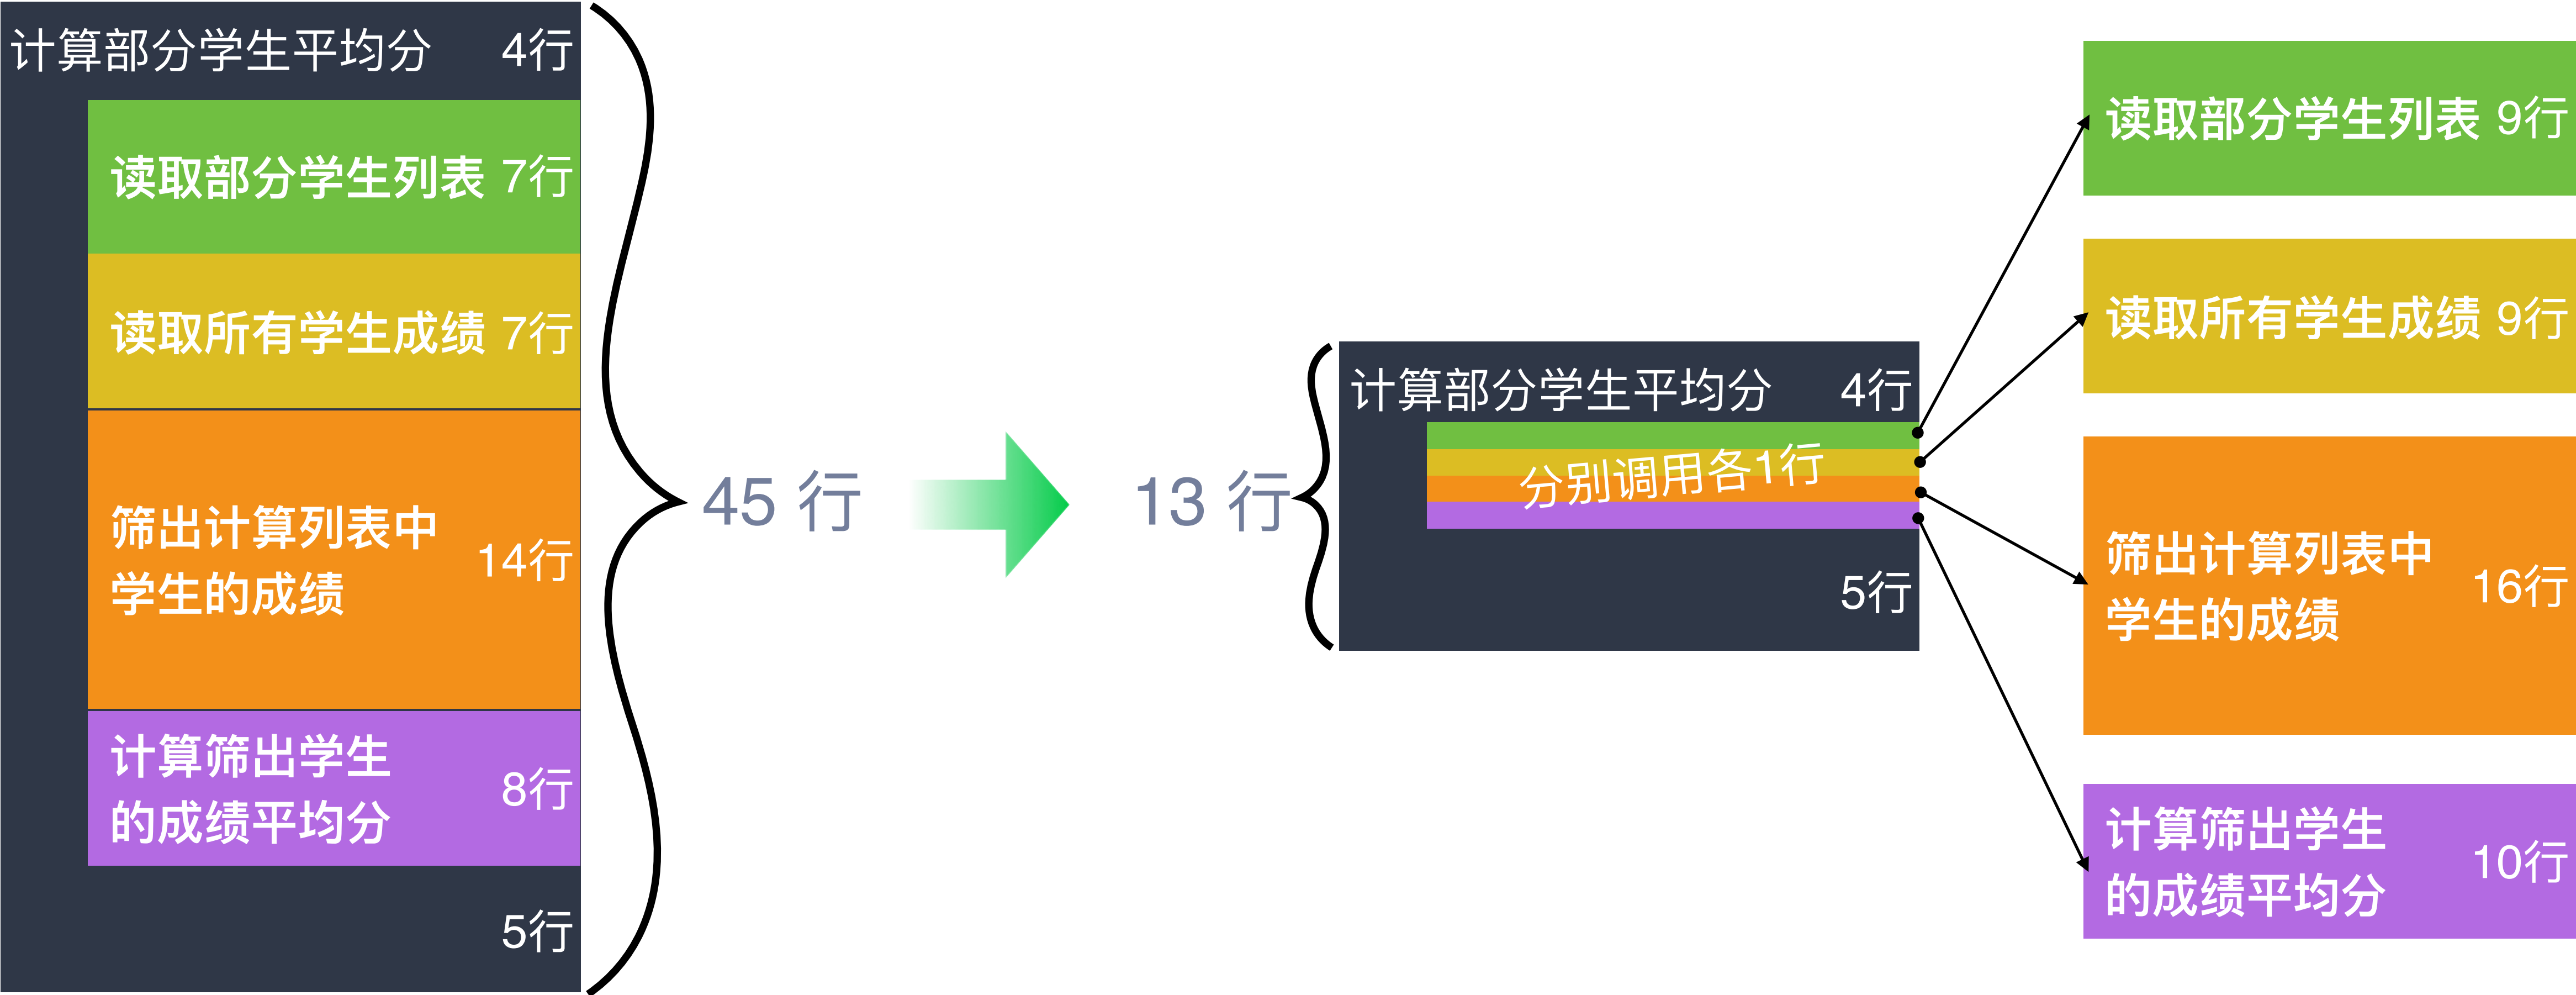 计算部分学生平均分 4行
读取部分学生列表 7行
读取所有学生成绩 7行
筛出计算列表中
学生的成绩
14行
计算筛出学生
的成绩平均分
8行
5行
45 行
13 行
计算部分学生平均分 4行
分别调用各1行
5行
读取部分学生列表 9行
读取所有学生成绩 9行
筛出计算列表中
学生的成绩
16行
计算筛出学生
的成绩平均分
10行